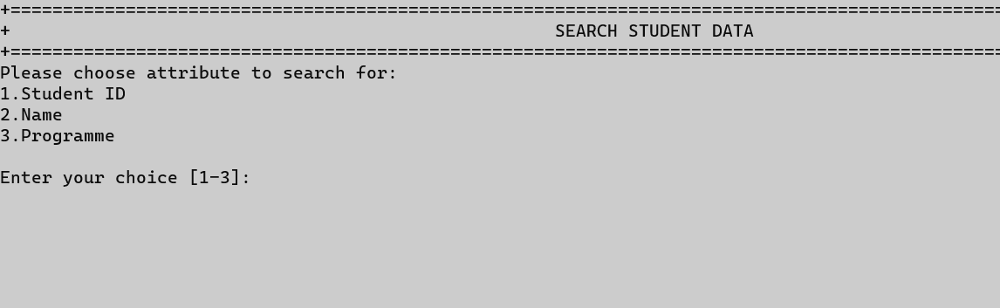 +===============================================================================================
+ SEARCH STUDENT DATA
+===============================================================================================
Please choose attribute to search for:
1.Student ID
2.Name
3.Programme
Enter your choice [1-3]: